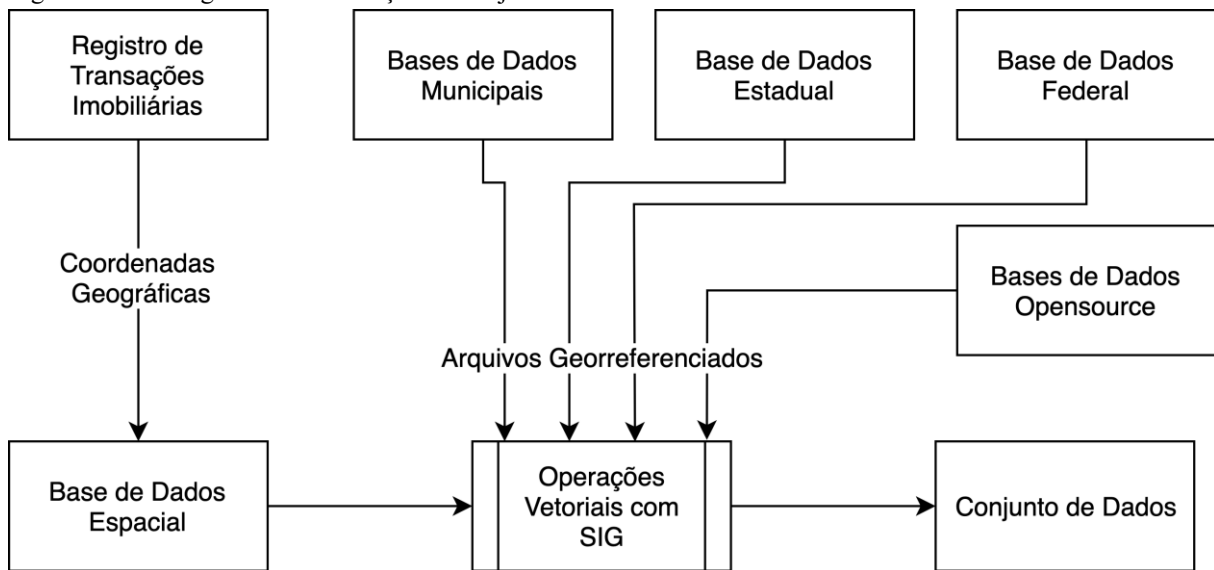 Registro de
Transações
Imobiliárias
Bases de Dados
Municipais
Base de Dados
Estadual
Base de Dados
Federal
Coordenadas
Geográficas
Bases de Dados
Opensource
Arquivos Georreferenciados
Base de Dados
Espacial
Operações
Vetoriais com
SIG
Conjunto de Dados